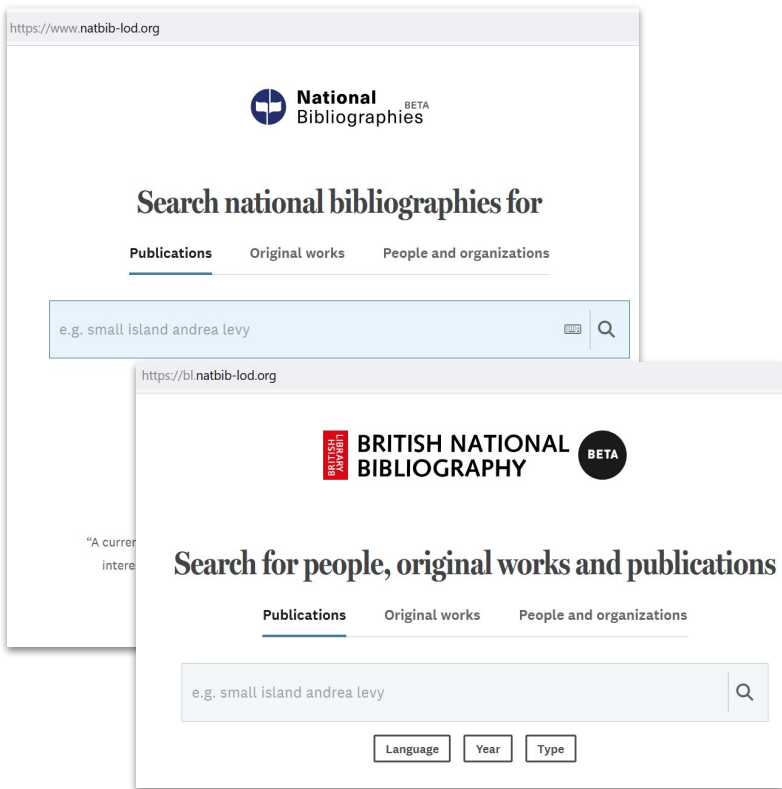 https://www.natbib-lod.org
National
Bibliographies BETA
Search national bibliographies for
Publications Original works People and organizations
e.g. small island andrea levy
“A curren
intere
https://bl.natbib-lod.org
BRITISH LIBRARY
BRITISH NATIONAL
BIBLIOGRAPHY
BETA
Search for people, original works and publications
Publications Original works People and organizations
e.g. small island andrea levy
Language Year Type